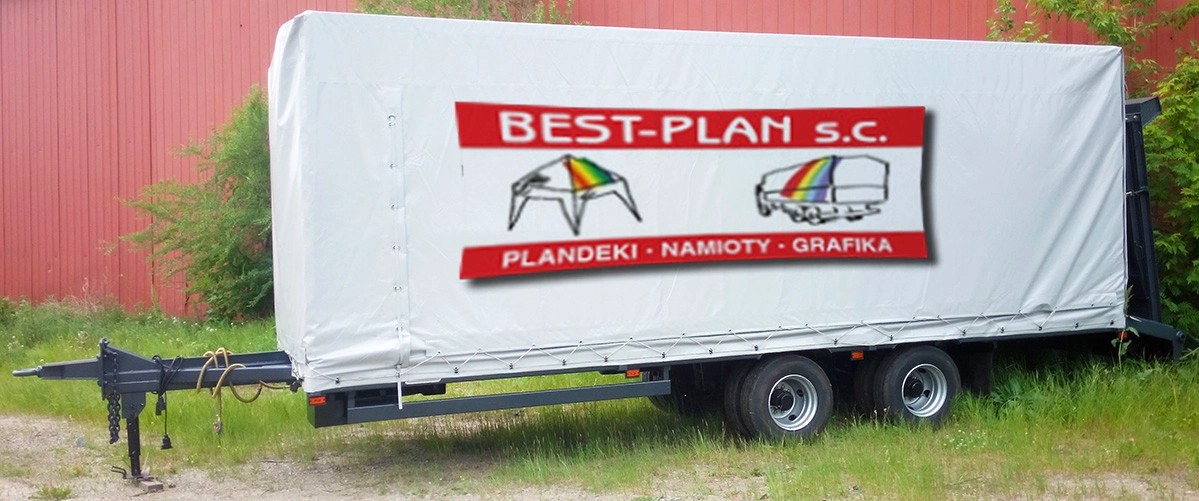 BEST-PLAN S.C.
PLANDEKI · NAMIOTY · GRAFIKA